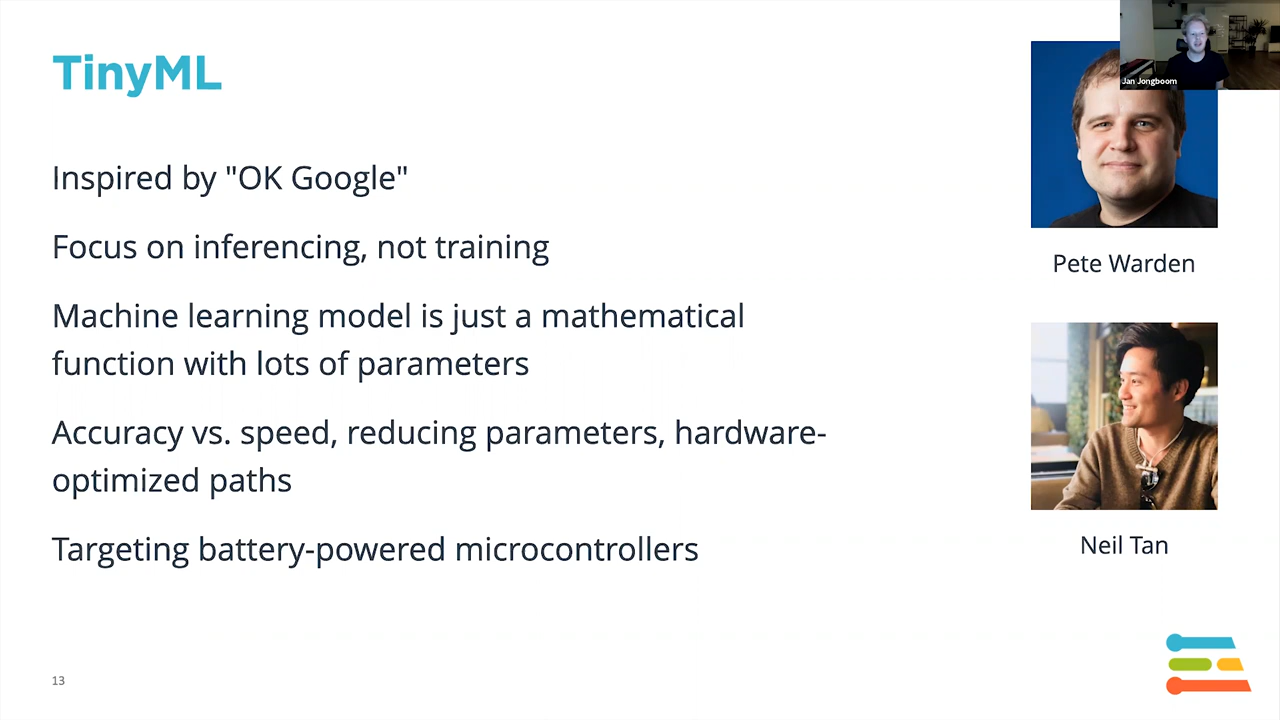 TinyML
Jan Jongboom
Inspired by "OK Google"
Focus on inferencing, not training
Machine learning model is just a mathematical
function with lots of parameters
Accuracy vs. speed, reducing parameters, hardware-
optimized paths
Targeting battery-powered microcontrollers
Pete Warden
Neil Tan
13